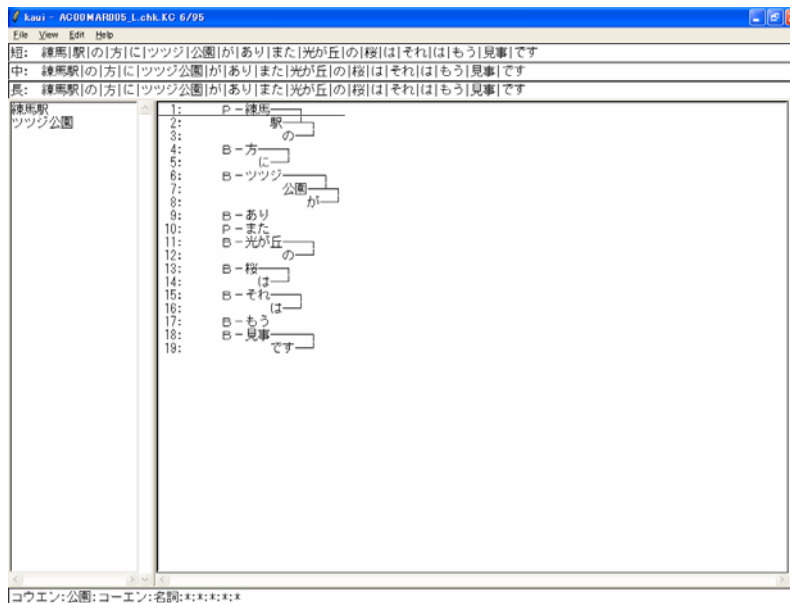 kaui - AC00MAR005_L.chk.KC 6/95
File View Edit Help
短: 練馬|駅|の|方|に|ツツジ|公園|が|あり|また|光が丘|の|桜|は|それ|は|もう|見事|です
中: 練馬駅|の|方|に|ツツジ公園|が|あり|また|光が丘|の|桜|は|それ|は|もう|見事|です
長: 練馬駅|の|方|に|ツツジ公園|が|あり|また|光が丘|の|桜|は|それ|は|もう|見事|です
練馬駅
ツツジ公園
1: P－練馬
2: 駅
3: の
4: B－方
5: に
6: B－ツツジ
7: 公園
8: が
9: B－あり
10: P－また
11: B－光が丘
12: の
13: B－桜
14: は
15: B－それ
16: は
17: B－もう
18: B－見事
19: です
コウエン:公園:コーエン:名詞:*:*:*:*:*